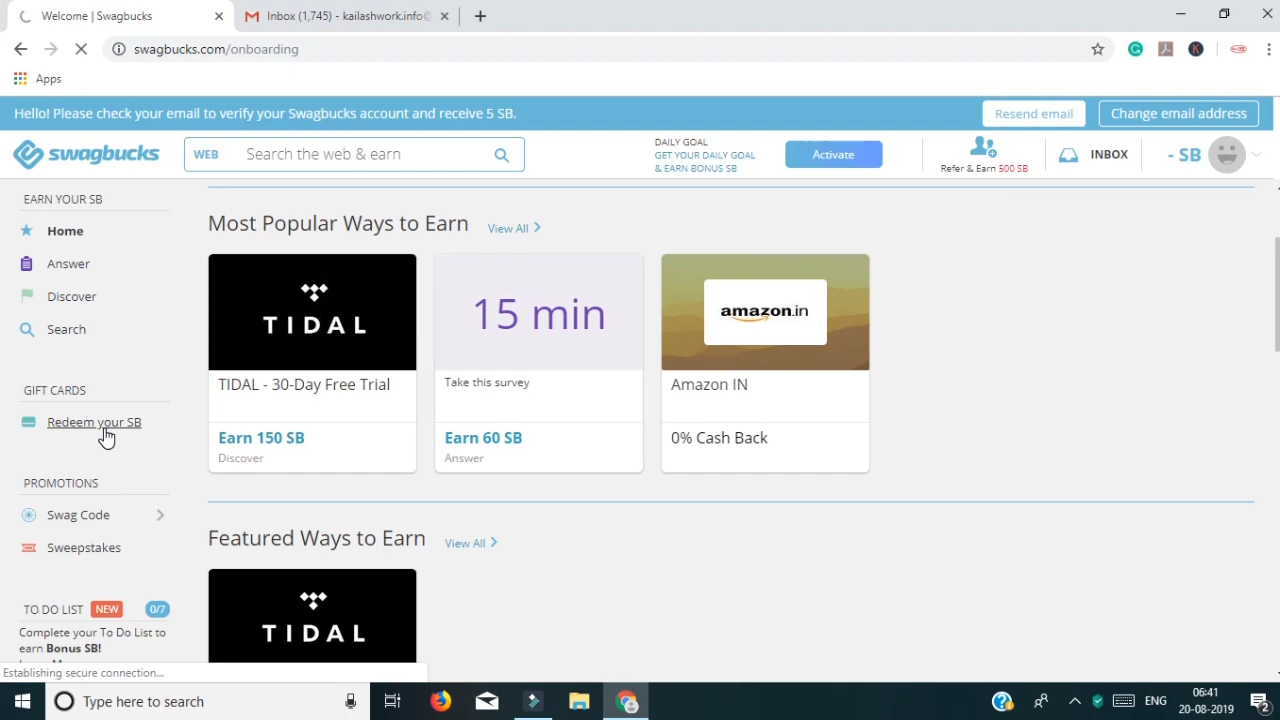 Welcome | Swagbucks
Inbox (1,745) - kailashwork.info@
swagbucks.com/onboarding
Apps
Hello! Please check your email to verify your Swagbucks account and receive 5 SB.
Resend email
Change email address
swagbucks
WEB
Search the web & earn
DAILY GOAL
GET YOUR DAILY GOAL
& EARN BONUS SB
Activate
Refer & Earn 500 SB
INBOX
- SB
EARN YOUR SB
Home
Answer
Discover
Search
GIFT CARDS
Redeem your SB
PROMOTIONS
Swag Code
Sweepstakes
TO DO LIST NEW 0/7
Complete your To Do List to
earn Bonus SB!
Most Popular Ways to Earn
View All
TIDAL
TIDAL - 30-Day Free Trial
Earn 150 SB
Discover
15 min
Take this survey
Earn 60 SB
Answer
amazon.in
Amazon IN
0% Cash Back
Featured Ways to Earn
View All
TIDAL
Establishing secure connection...
Type here to search
ENG
06:41
20-08-2019
2